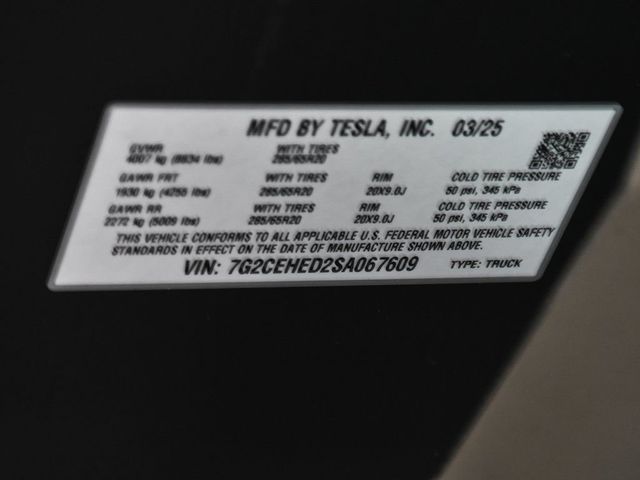 MFD BY TESLA, INC. 03/25
GVWR WITH TIRES
4007 kg (8834 lbs) 285/65R20
GAWR FRT WITH TIRES RIM COLD TIRE PRESSURE
1930 kg (4255 lbs) 285/65R20 20X9.0J 50 psi, 345 kPa
GAWR RR WITH TIRES RIM COLD TIRE PRESSURE
2272 kg (5009 lbs) 285/65R20 20X9.0J 50 psi, 345 kPa
THIS VEHICLE CONFORMS TO ALL APPLICABLE U.S. FEDERAL MOTOR VEHICLE SAFETY
STANDARDS IN EFFECT ON THE DATE OF MANUFACTURE SHOWN ABOVE.
VIN: 7G2CEHED2SA067609 TYPE: TRUCK